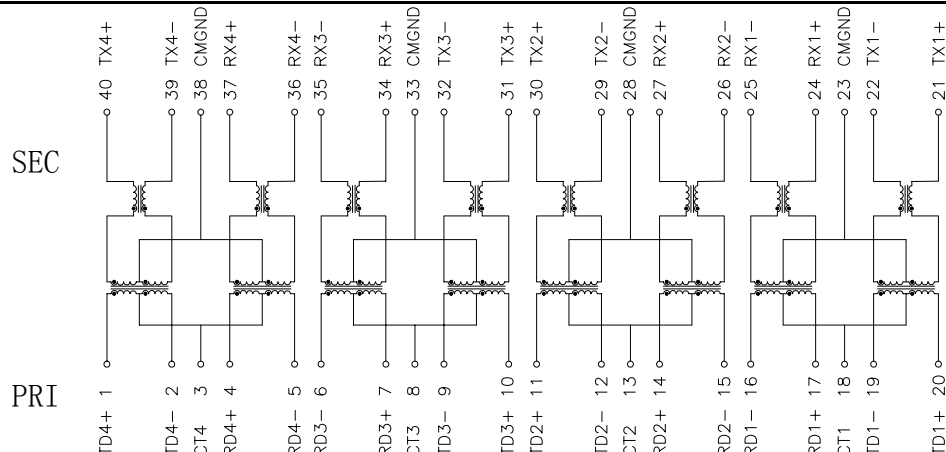 40 TX4+
39 TX4-
38 CMGND
37 RX4+
36 RX4-
35 RX3-
34 RX3+
33 CMGND
32 TX3-
31 TX3+
30 TX2+
29 TX2-
28 CMGND
27 RX2+
26 RX2-
25 RX1-
24 RX1+
23 CMGND
22 TX1-
21 TX1+
SEC
PRI
TD4+ 1
TD4- 2
CT4 3
RD4+ 4
RD4- 5
RD3- 6
RD3+ 7
CT3 8
TD3- 9
TD3+ 10
TD2+ 11
TD2- 12
CT2 13
RD2+ 14
RD2- 15
RD1- 16
RD1+ 17
CT1 18
TD1- 19
TD1+ 20